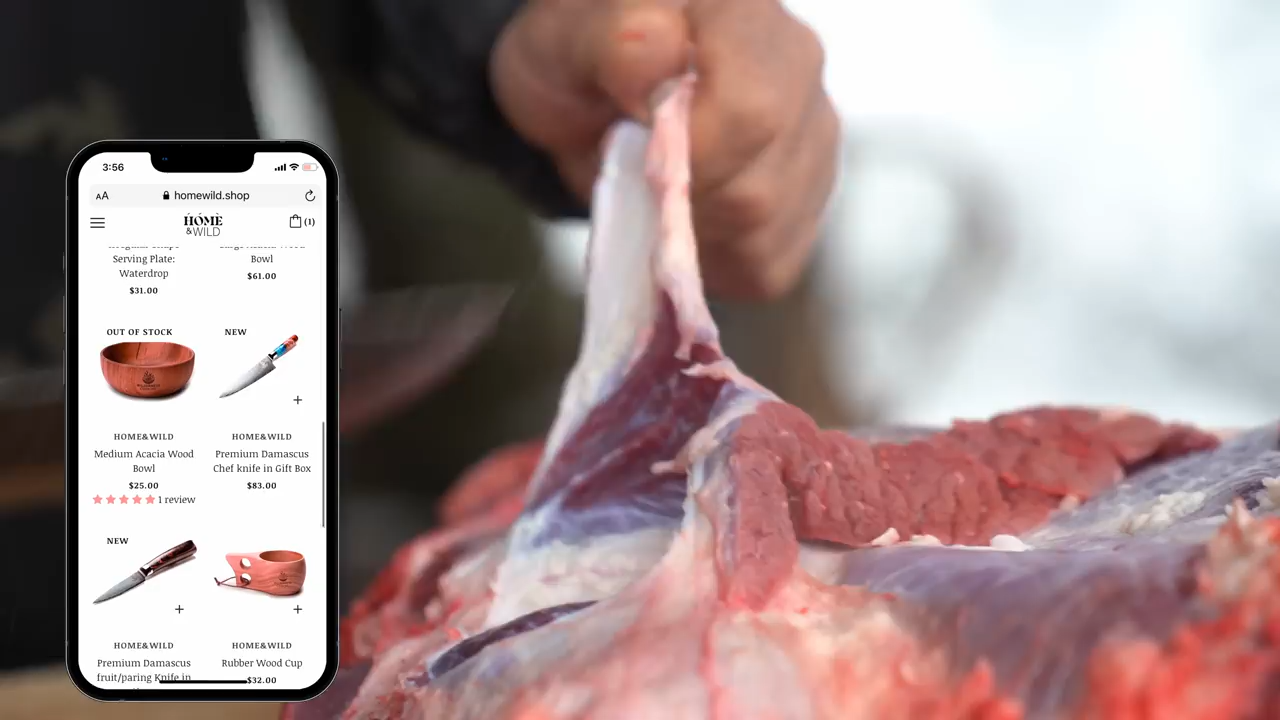 3:56
AA
homewild.shop
HOME
&WILD
(1)
Serving Plate:
Waterdrop
$31.00
Bowl
$61.00
OUT OF STOCK
NEW
HOME&WILD
Medium Acacia Wood
Bowl
$25.00
1 review
HOME&WILD
Premium Damascus
Chef knife in Gift Box
$83.00
NEW
HOME&WILD
Premium Damascus
fruit/paring Knife in
HOME&WILD
Rubber Wood Cup
$32.00